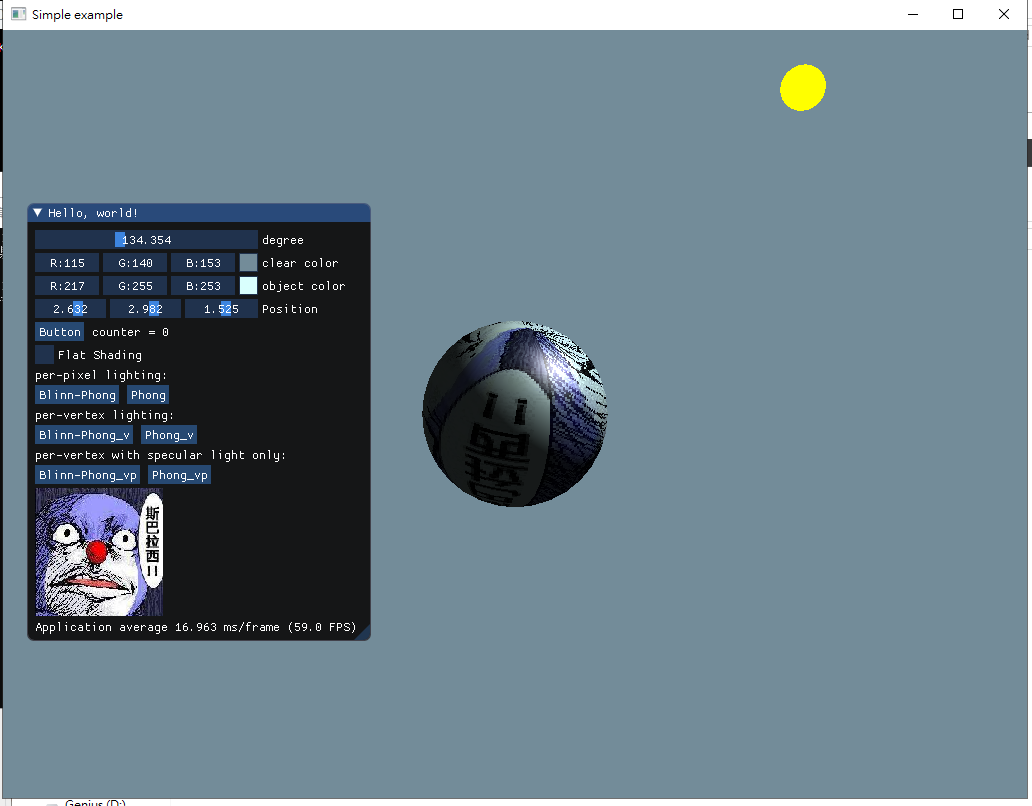 Simple example
Hello, world!
134.354 degree
R:115 G:140 B:153 clear color
R:217 G:255 B:253 object color
2.632 2.982 1.525 Position
Button counter = 0
Flat Shading
per-pixel lighting:
Blinn-Phong Phong
per-vertex lighting:
Blinn-Phong_v Phong_v
per-vertex with specular light only:
Blinn-Phong_vp Phong_vp
斯巴拉西!!
Application average 16.963 ms/frame (59.0 FPS)
Genius (D:)